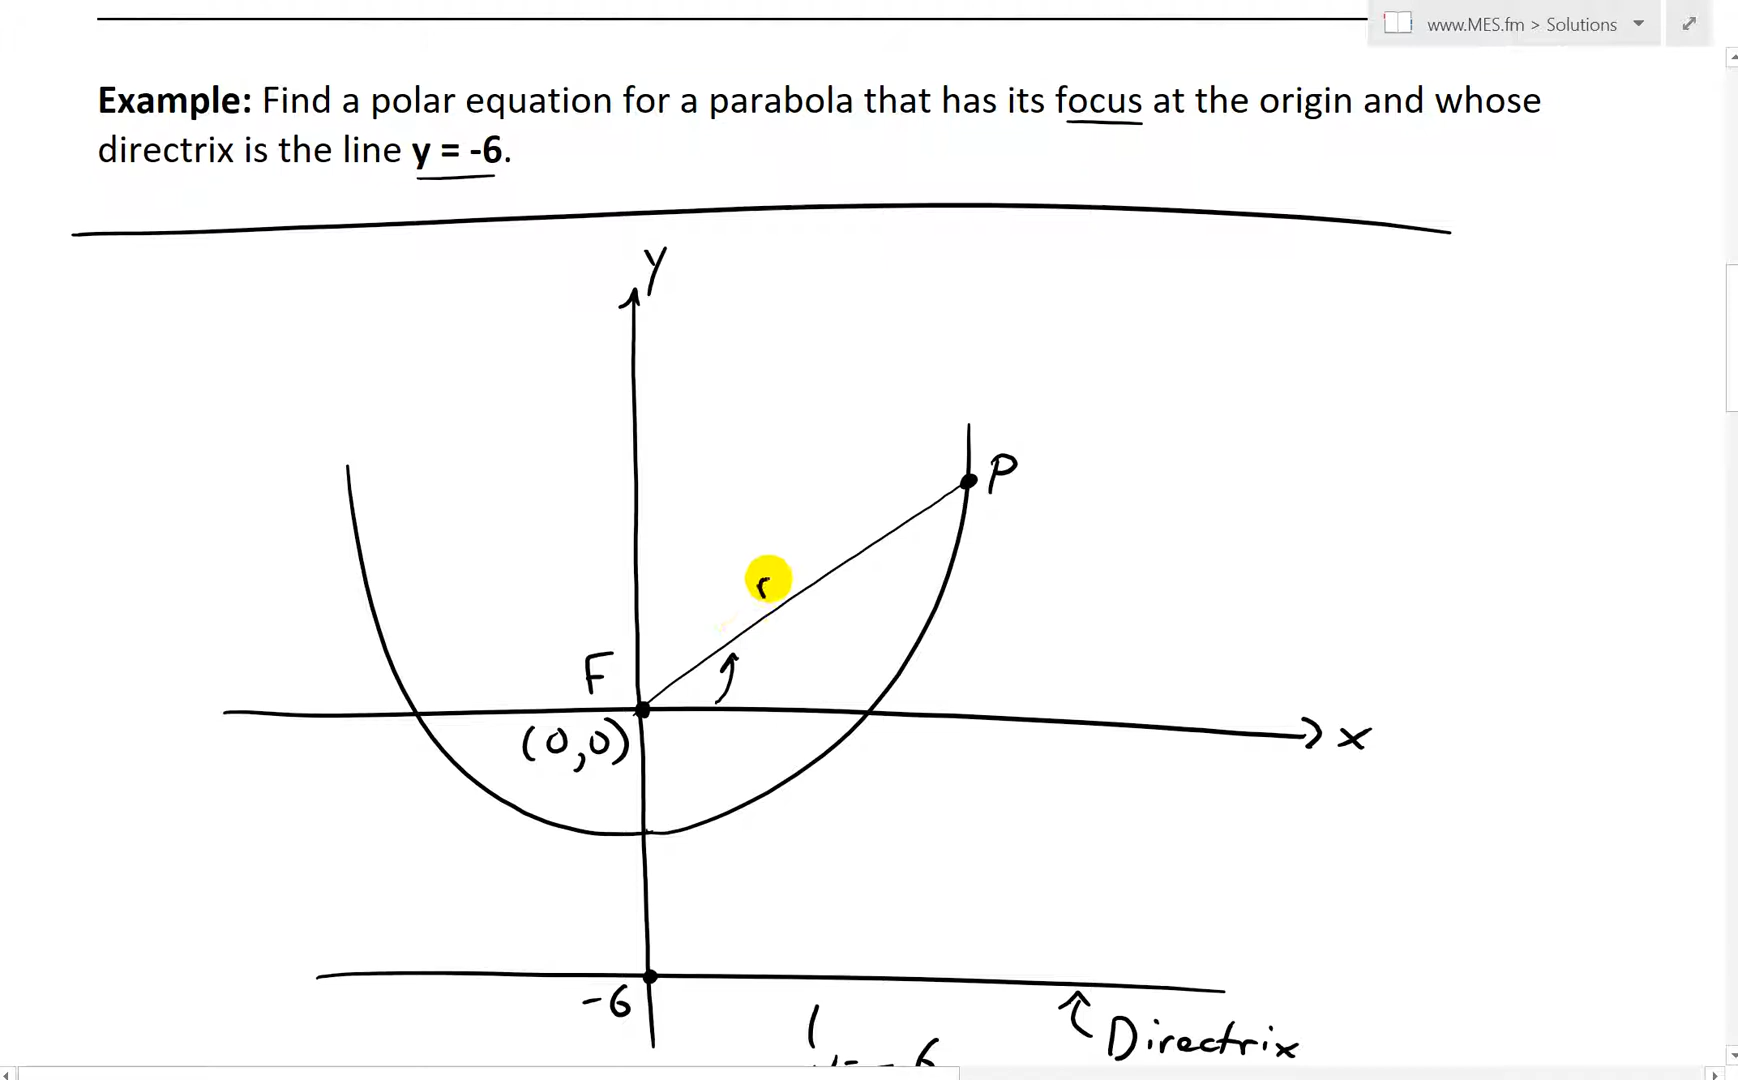 www.MES.fm > Solutions
Example: Find a polar equation for a parabola that has its focus at the origin and whose
directrix is the line y = -6.
y
P
r
F
(0,0)
x
-6
Directrix
y = -6